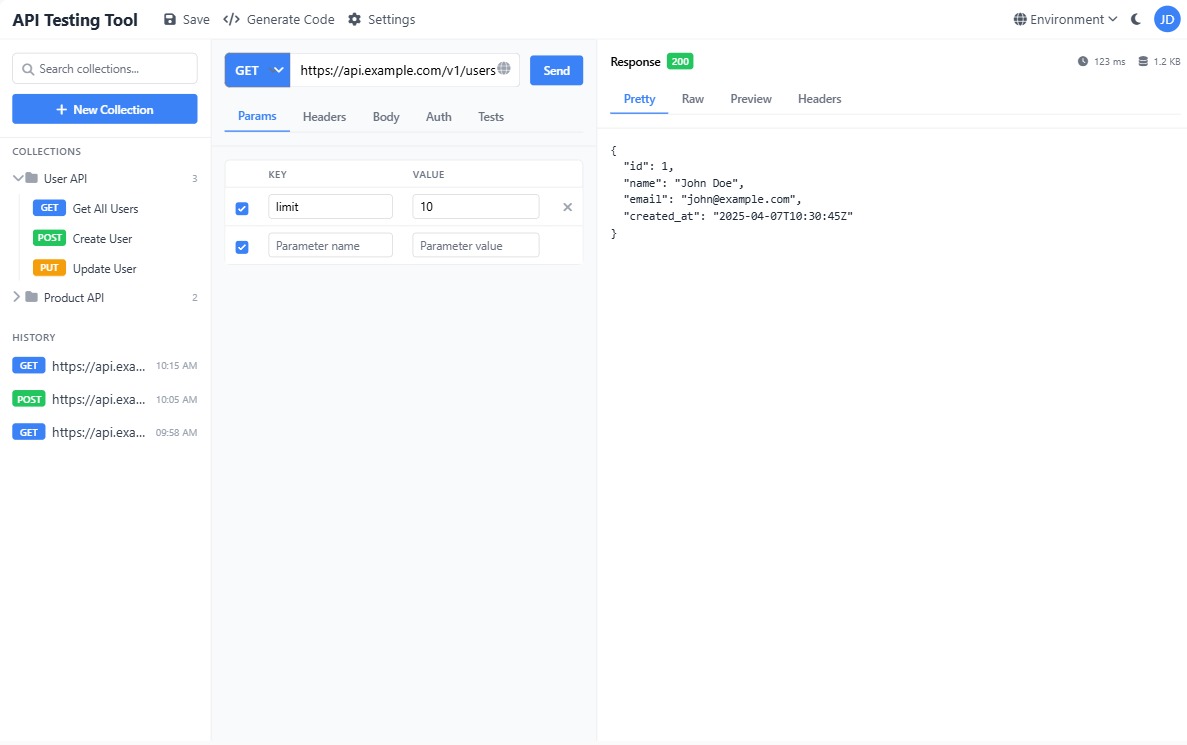 API Testing Tool Save </> Generate Code Settings Environment JD
Search collections...
+ New Collection
COLLECTIONS
User API 3
GET Get All Users
POST Create User
PUT Update User
Product API 2
HISTORY
GET https://api.exa... 10:15 AM
POST https://api.exa... 10:05 AM
GET https://api.exa... 09:58 AM
GET https://api.example.com/v1/users Send
Params Headers Body Auth Tests
KEY VALUE
limit 10
Parameter name Parameter value
Response 200 123 ms 1.2 KB
Pretty Raw Preview Headers
{
"id": 1,
"name": "John Doe",
"email": "john@example.com",
"created_at": "2025-04-07T10:30:45Z"
}